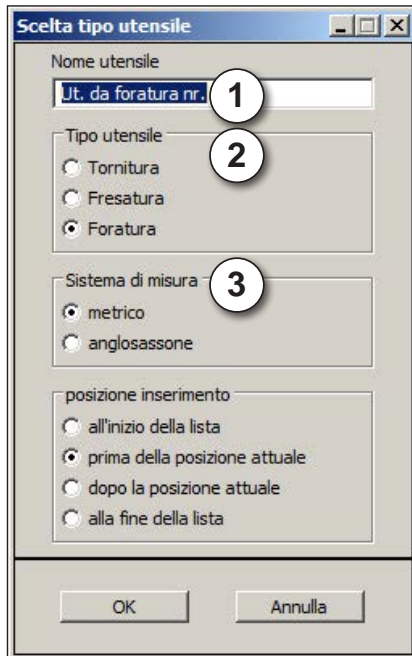 Scelta tipo utensile
Nome utensile
Ut. da foratura nr. 1
Tipo utensile 2
Tornitura
Fresatura
Foratura
Sistema di misura 3
metrico
anglosassone
posizione inserimento
all'inizio della lista
prima della posizione attuale
dopo la posizione attuale
alla fine della lista
OK Annulla